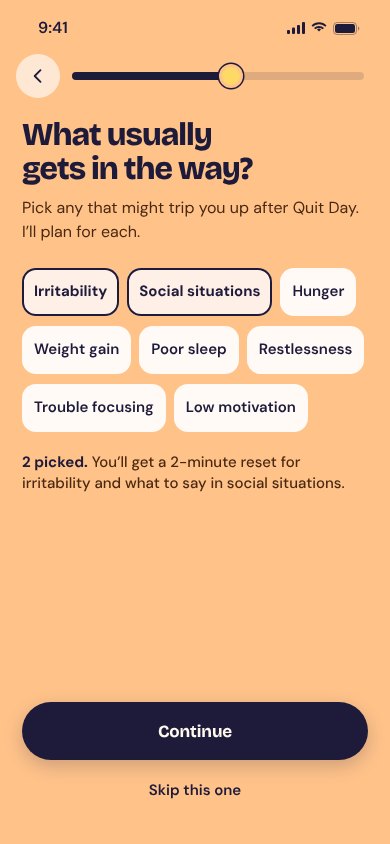 9:41
What usually
gets in the way?
Pick any that might trip you up after Quit Day.
I’ll plan for each.
Irritability
Social situations
Hunger
Weight gain
Poor sleep
Restlessness
Trouble focusing
Low motivation
2 picked. You’ll get a 2-minute reset for
irritability and what to say in social situations.
Continue
Skip this one